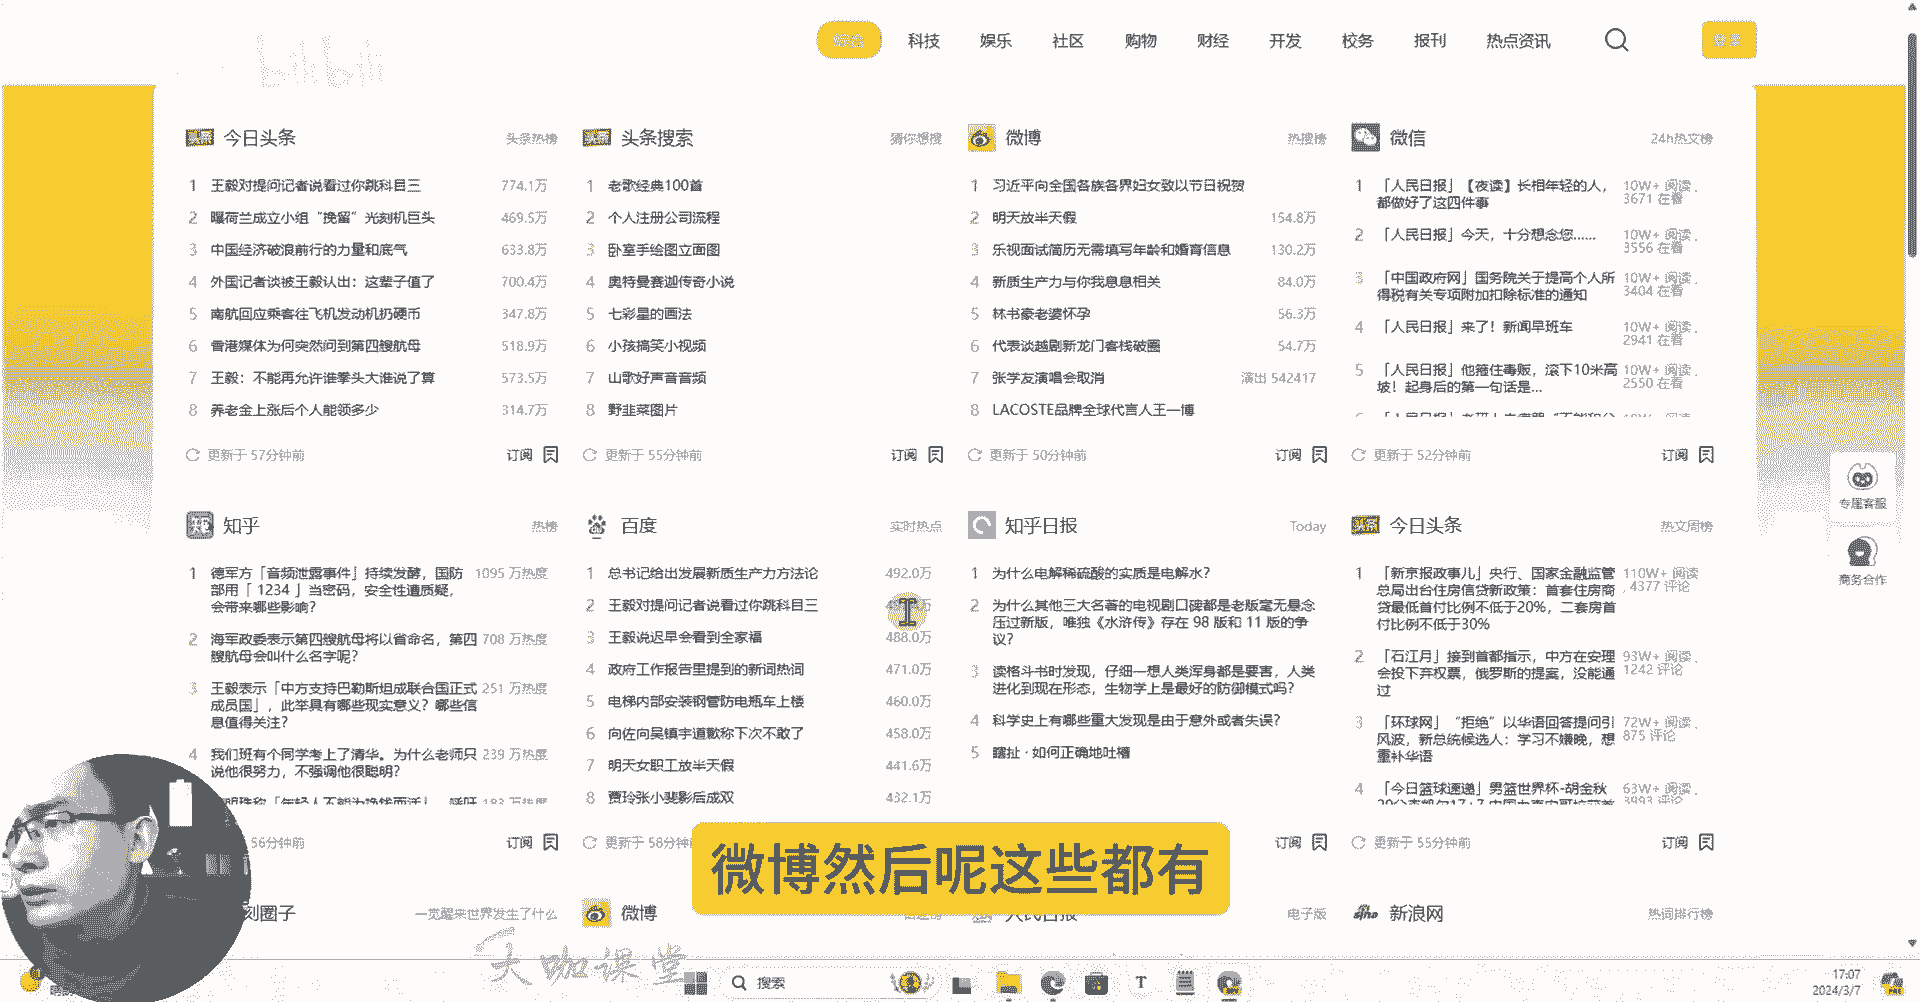 bilibili
综合 科技 娱乐 社区 购物 财经 开发 校务 报刊 热点资讯 登录
今日头条 头条热榜
1 王毅对提问记者说看过你跳科目三 774.1万
2 曝荷兰成立小组“挽留”光刻机巨头 469.5万
3 中国经济破浪前行的力量和底气 633.8万
4 外国记者谈被王毅认出：这辈子值了 700.4万
5 南航回应乘客往飞机发动机扔硬币 347.8万
6 香港媒体为何突然问到第四艘航母 518.9万
7 王毅：不能再允许谁拳头大谁说了算 573.5万
8 养老金上涨后个人能领多少 314.7万
更新于 57分钟前 订阅
头条搜索 猜你想搜
1 老歌经典100首
2 个人注册公司流程
3 卧室手绘图立面图
4 奥特曼赛迦传奇小说
5 七彩星的画法
6 小孩搞笑小视频
7 山歌好声音音频
8 野韭菜图片
更新于 55分钟前 订阅
微博 热搜榜
1 习近平向全国各族各界妇女致以节日祝贺
2 明天放半天假 154.8万
3 乐视面试简历无需填写年龄和婚育信息 130.2万
4 新质生产力与你我息息相关 84.0万
5 林书豪老婆怀孕 56.3万
6 代表谈越剧新龙门客栈破圈 54.7万
7 张学友演唱会取消 演出 542417
8 LACOSTE品牌全球代言人王一博
更新于 50分钟前 订阅
微信 24h热文榜
1 「人民日报」【夜读】长相年轻的人， 10W+ 阅读 .
都做好了这四件事 3671 在看
2 「人民日报」今天，十分想念您…… 10W+ 阅读 .
3556 在看
3 「中国政府网」国务院关于提高个人所 10W+ 阅读 .
得税有关专项附加扣除标准的通知 3404 在看
4 「人民日报」来了！新闻早班车 10W+ 阅读 .
2941 在看
5 「人民日报」他箍住毒贩，滚下10米高 10W+ 阅读 .
坡！起身后的第一句话是... 2550 在看
更新于 52分钟前 订阅
知乎 热榜
1 德军方「音频泄露事件」持续发酵，国防 1095 万热度
部用「 1234 」当密码，安全性遭质疑，
会带来哪些影响？
2 海军政委表示第四艘航母将以省命名，第四 708 万热度
艘航母会叫什么名字呢？
3 王毅表示「中方支持巴勒斯坦成联合国正式 251 万热度
成员国」，此举具有哪些现实意义？哪些信
息值得关注？
4 我们班有个同学考上了清华。为什么老师只 239 万热度
说他很努力，不强调他很聪明？
56分钟前 订阅
百度 实时热点
1 总书记给出发展新质生产力方法论 492.0万
2 王毅对提问记者说看过你跳科目三
3 王毅说迟早会看到全家福 488.0万
4 政府工作报告里提到的新词热词 471.0万
5 电梯内部安装钢管防电瓶车上楼 460.0万
6 向佐向吴镇宇道歉称下次不敢了 458.0万
7 明天女职工放半天假 441.6万
8 贾玲张小斐影后成双 432.1万
更新于 58分钟前
知乎日报 Today
1 为什么电解稀硫酸的实质是电解水？
2 为什么其他三大名著的电视剧口碑都是老版毫无悬念
压过新版，唯独《水浒传》存在 98 版和 11 版的争
议？
3 读格斗书时发现，仔细一想人类浑身都是要害，人类
进化到现在形态，生物学上是最好的防御模式吗？
4 科学史上有哪些重大发现是由于意外或者失误？
5 瞎扯 · 如何正确地吐槽
订阅
今日头条 热文周榜
1 「新京报政事儿」央行、国家金融监管 110W+ 阅读
总局出台住房信贷新政策：首套住房商 . 4377 评论
贷最低首付比例不低于20%，二套房首
付比例不低于30%
2 「石江月」接到首都指示，中方在安理 93W+ 阅读 .
会投下弃权票，俄罗斯的提案，没能通 1242 评论
过
3 「环球网」“拒绝”以华语回答提问引 72W+ 阅读 .
风波，新总统候选人：学习不嫌晚，想 875 评论
重补华语
4 「今日篮球速递」男篮世界杯-胡金秋 63W+ 阅读 .
3993 评论
更新于 55分钟前 订阅
专属客服
商务合作
微博然后呢这些都有
刻圈子 一觉醒来世界发生了什么
微博
人民日报 电子版
新浪网 热词排行榜
大咖课堂
搜索
17:07
2024/3/7